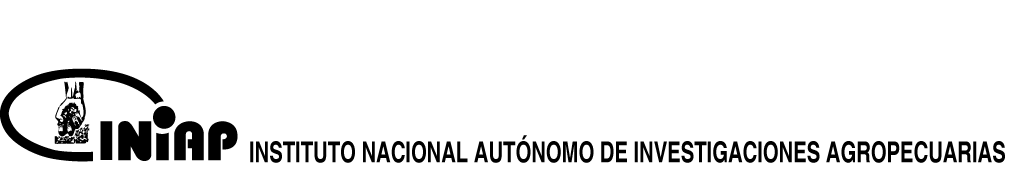 INIAP INSTITUTO NACIONAL AUTÓNOMO DE INVESTIGACIONES AGROPECUARIAS